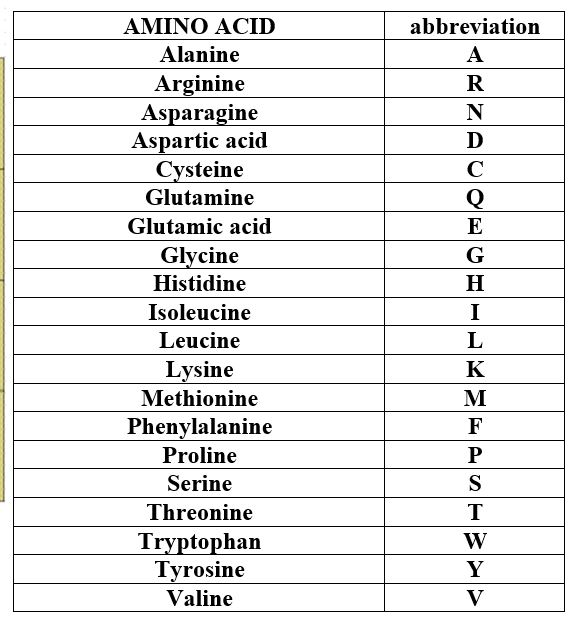 AMINO ACID abbreviation
Alanine A
Arginine R
Asparagine N
Aspartic acid D
Cysteine C
Glutamine Q
Glutamic acid E
Glycine G
Histidine H
Isoleucine I
Leucine L
Lysine K
Methionine M
Phenylalanine F
Proline P
Serine S
Threonine T
Tryptophan W
Tyrosine Y
Valine V